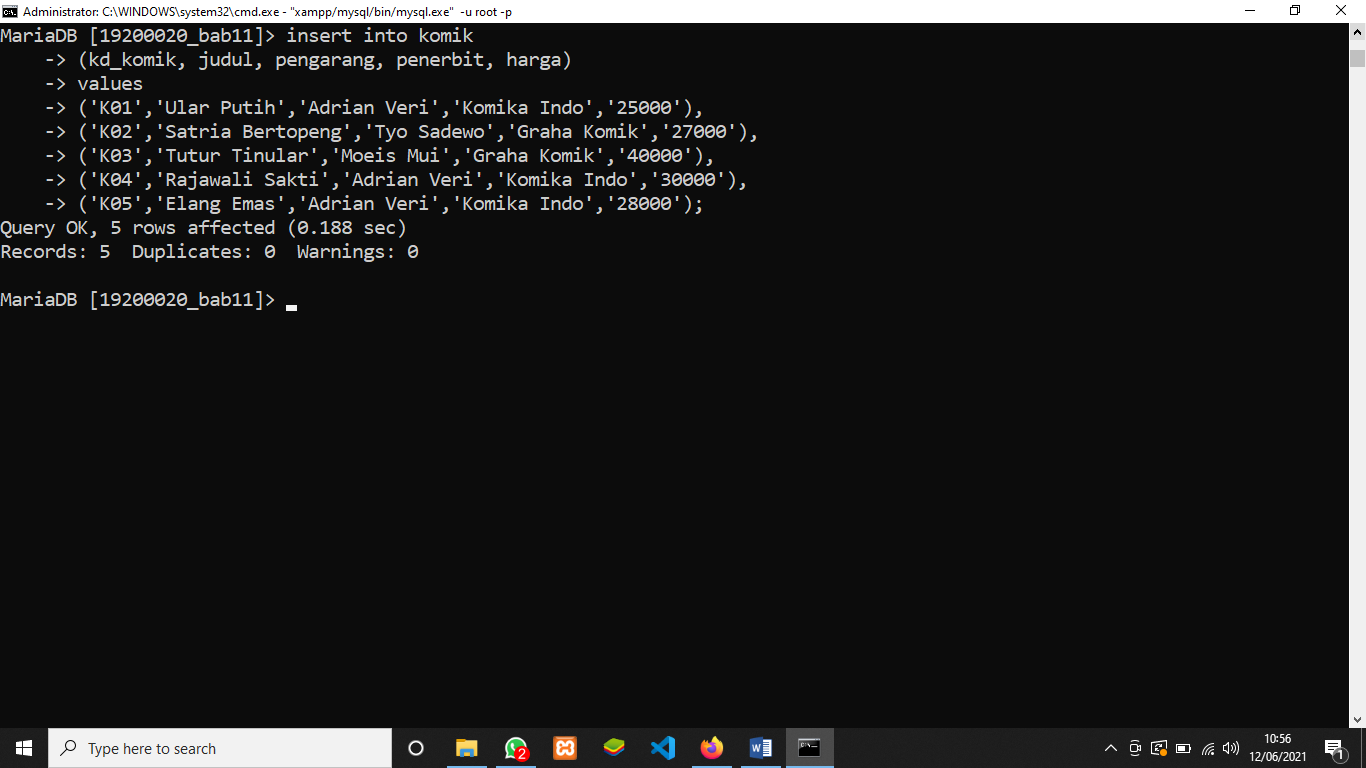 Administrator: C:\WINDOWS\system32\cmd.exe - "xampp/mysql/bin/mysql.exe" -u root -p
MariaDB [19200020_bab11]> insert into komik
    -> (kd_komik, judul, pengarang, penerbit, harga)
    -> values
    -> ('K01','Ular Putih','Adrian Veri','Komika Indo','25000'),
    -> ('K02','Satria Bertopeng','Tyo Sadewo','Graha Komik','27000'),
    -> ('K03','Tutur Tinular','Moeis Mui','Graha Komik','40000'),
    -> ('K04','Rajawali Sakti','Adrian Veri','Komika Indo','30000'),
    -> ('K05','Elang Emas','Adrian Veri','Komika Indo','28000');
Query OK, 5 rows affected (0.188 sec)
Records: 5  Duplicates: 0  Warnings: 0
MariaDB [19200020_bab11]> _
Type here to search
2
10:56
12/06/2021
1